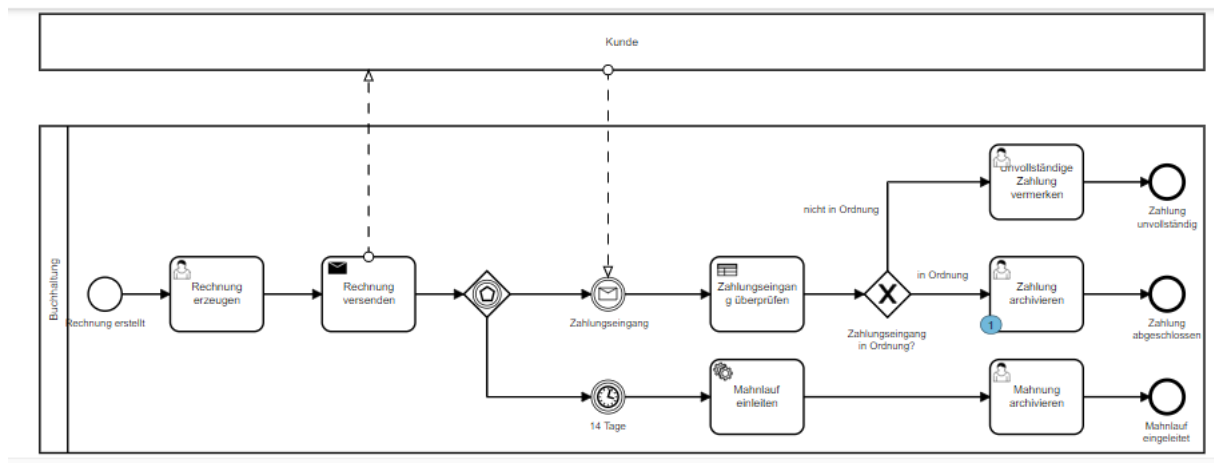 Kunde
Buchhaltung
Rechnung erstellt
Rechnung
erzeugen
Rechnung
versenden
Zahlungseingang
14 Tage
Zahlungseingan
g überprüfen
Mahnlauf
einleiten
Zahlungseingang
in Ordnung?
nicht in Ordnung
in Ordnung
Unvollständige
Zahlung
vermerken
Zahlung
unvollständig
Zahlung
archivieren
1
Zahlung
abgeschlossen
Mahnung
archivieren
Mahnlauf
eingeleitet